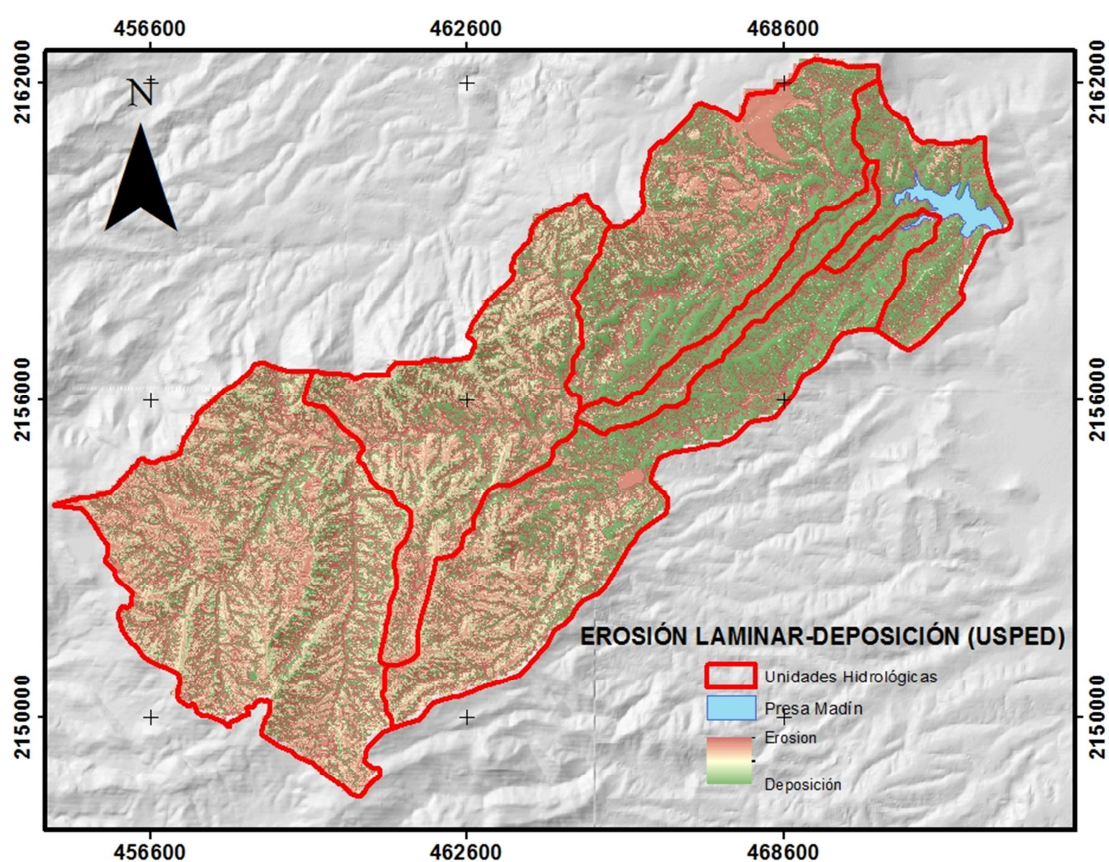 456600 462600 468600
N
2162000 2162000
2156000 2156000
2150000 2150000
EROSIÓN LAMINAR-DEPOSICIÓN (USPED)
Unidades Hidrológicas
Presa Madín
Erosion
Deposición
456600 462600 468600